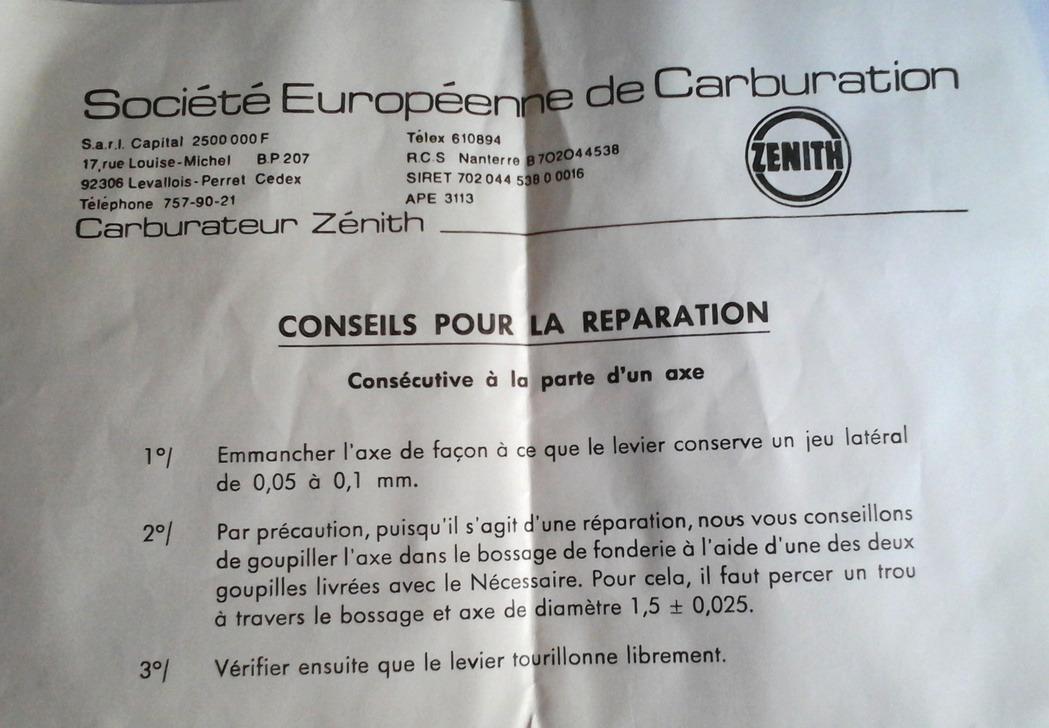 Société Européenne de Carburation
S.a.r.l. Capital 2500000F
17,rue Louise-Michel B.P 207
92306 Levallois-Perret Cedex
Téléphone 757-90-21
Télex 610894
R.C.S Nanterre B 702044538
SIRET 702 044 538 0 0016
APE 3113
ZENITH
Carburateur Zénith
CONSEILS POUR LA REPARATION
Consécutive à la parte d'un axe
1°/ Emmancher l'axe de façon à ce que le levier conserve un jeu latéral
de 0,05 à 0,1 mm.
2°/ Par précaution, puisqu'il s'agit d'une réparation, nous vous conseillons
de goupiller l'axe dans le bossage de fonderie à l'aide d'une des deux
goupilles livrées avec le Nécessaire. Pour cela, il faut percer un trou
à travers le bossage et axe de diamètre 1,5 ± 0,025.
3°/ Vérifier ensuite que le levier tourillonne librement.